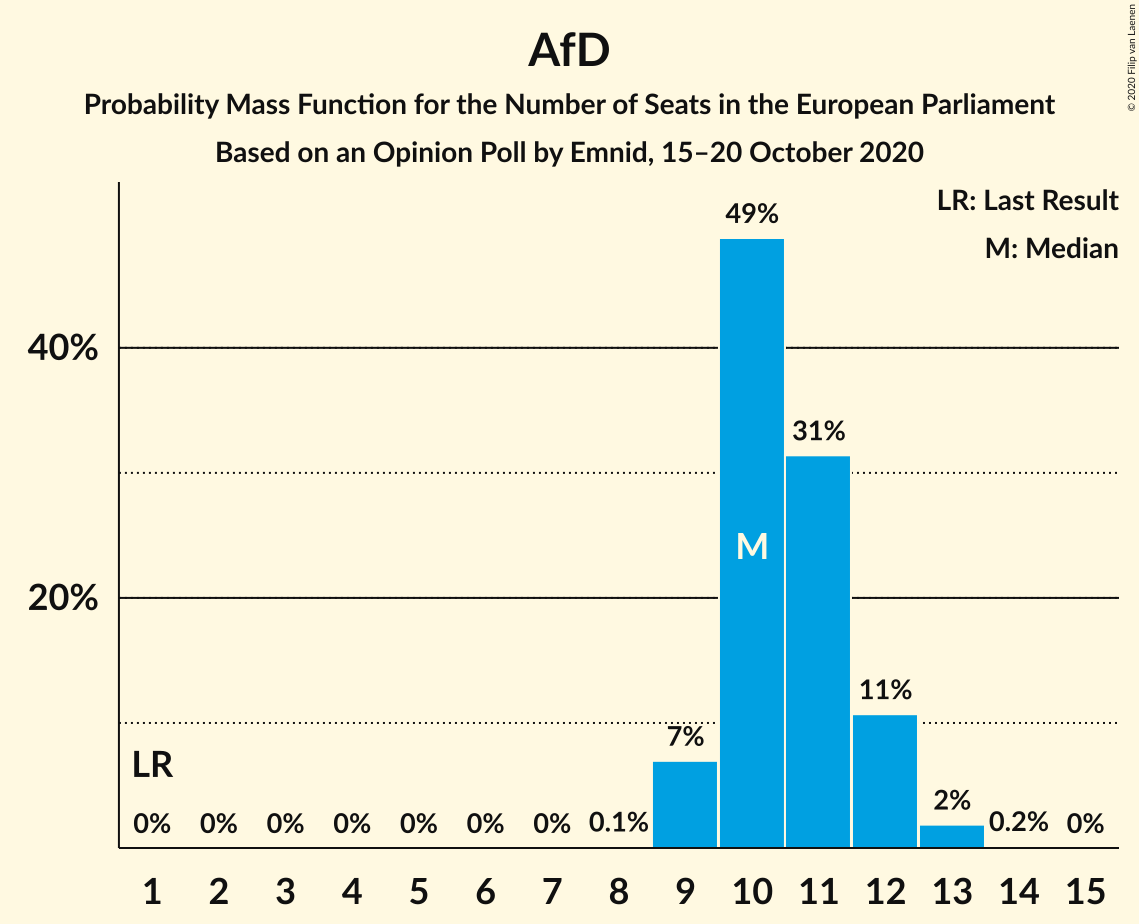 AfD
Probability Mass Function for the Number of Seats in the European Parliament
Based on an Opinion Poll by Emnid, 15–20 October 2020
© 2020 Filip van Laenen
LR: Last Result
M: Median
49%
40%
31%
M
20%
11%
7%
LR
2%
0% 0% 0% 0% 0% 0% 0% 0.1% 0.2% 0%
1 2 3 4 5 6 7 8 9 10 11 12 13 14 15